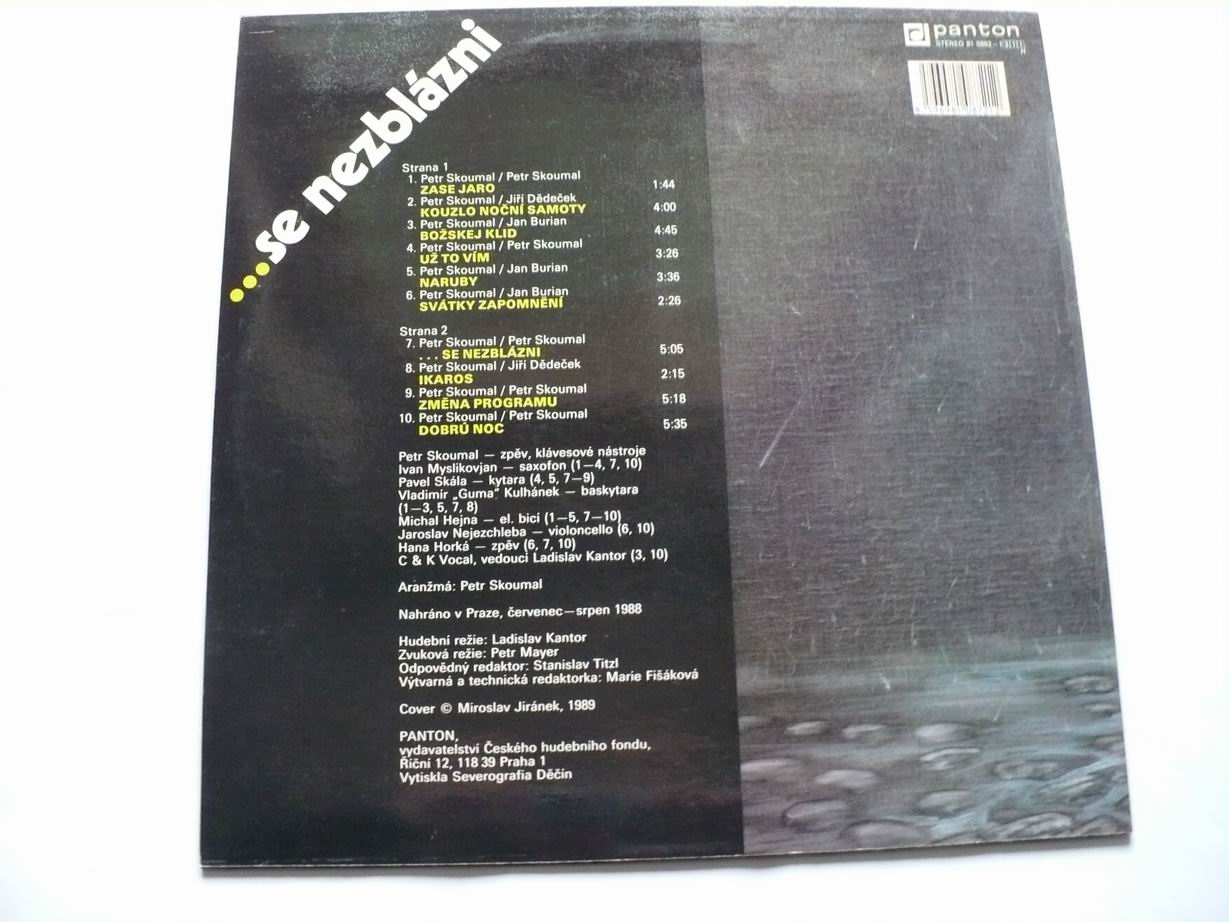 ...se nezblázni
panton
STEREO 81 0883-1311
Strana 1
1. Petr Skoumal / Petr Skoumal
ZASE JARO 1:44
2. Petr Skoumal / Jiří Dědeček
KOUZLO NOČNÍ SAMOTY 4:00
3. Petr Skoumal / Jan Burian
BOŽSKEJ KLID 4:45
4. Petr Skoumal / Petr Skoumal
UŽ TO VÍM 3:26
5. Petr Skoumal / Jan Burian
NARUBY 3:36
6. Petr Skoumal / Jan Burian
SVÁTKY ZAPOMNĚNÍ 2:26
Strana 2
7. Petr Skoumal / Petr Skoumal
. . . SE NEZBLÁZNI 5:05
8. Petr Skoumal / Jiří Dědeček
IKAROS 2:15
9. Petr Skoumal / Petr Skoumal
ZMĚNA PROGRAMU 5:18
10. Petr Skoumal / Petr Skoumal
DOBRÚ NOC 5:35
Petr Skoumal — zpěv, klávesové nástroje
Ivan Myslikovjan — saxofon (1—4, 7, 10)
Pavel Skála — kytara (4, 5, 7—9)
Vladimír „Guma" Kulhánek — baskytara
(1—3, 5, 7, 8)
Michal Hejna — el. bicí (1—5, 7—10)
Jaroslav Nejezchleba — violoncello (6, 10)
Hana Horká — zpěv (6, 7, 10)
C & K Vocal, vedoucí Ladislav Kantor (3, 10)
Aranžmá: Petr Skoumal
Nahráno v Praze, červenec—srpen 1988
Hudební režie: Ladislav Kantor
Zvuková režie: Petr Mayer
Odpovědný redaktor: Stanislav Titzl
Výtvarná a technická redaktorka: Marie Fišáková
Cover © Miroslav Jiránek, 1989
PANTON,
vydavatelství Českého hudebního fondu,
Říční 12, 118 39 Praha 1
Vytiskla Severografia Děčín